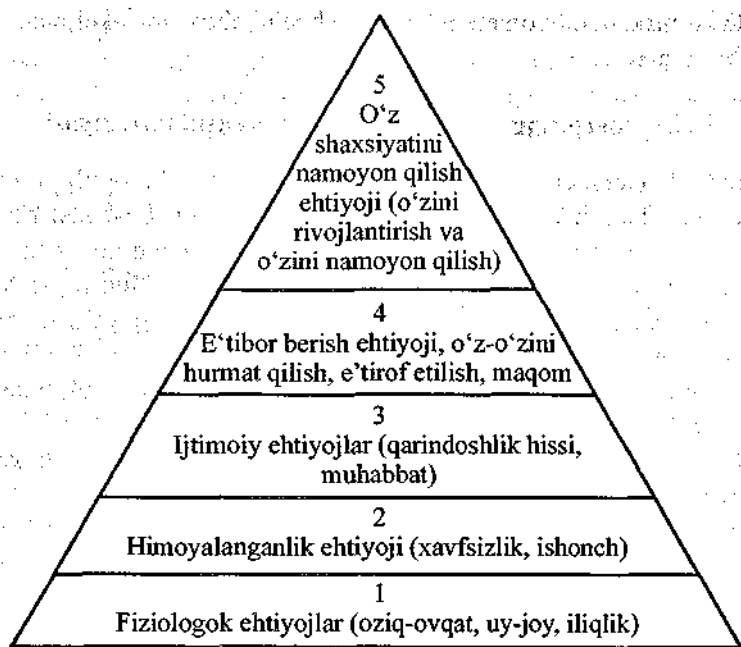 5
O‘z
shaxsiyatini
namoyon qilish
ehtiyoji (o‘zini
rivojlantirish va
o‘zini namoyon qilish)
4
E‘tibor berish ehtiyoji, o‘z-o‘zini
hurmat qilish, e’tirof etilish, maqom
3
Ijtimoiy ehtiyojlar (qarindoshlik hissi,
muhabbat)
2
Himoyalanganlik ehtiyoji (xavfsizlik, ishonch)
1
Fiziologok ehtiyojlar (oziq-ovqat, uy-joy, iliqlik)